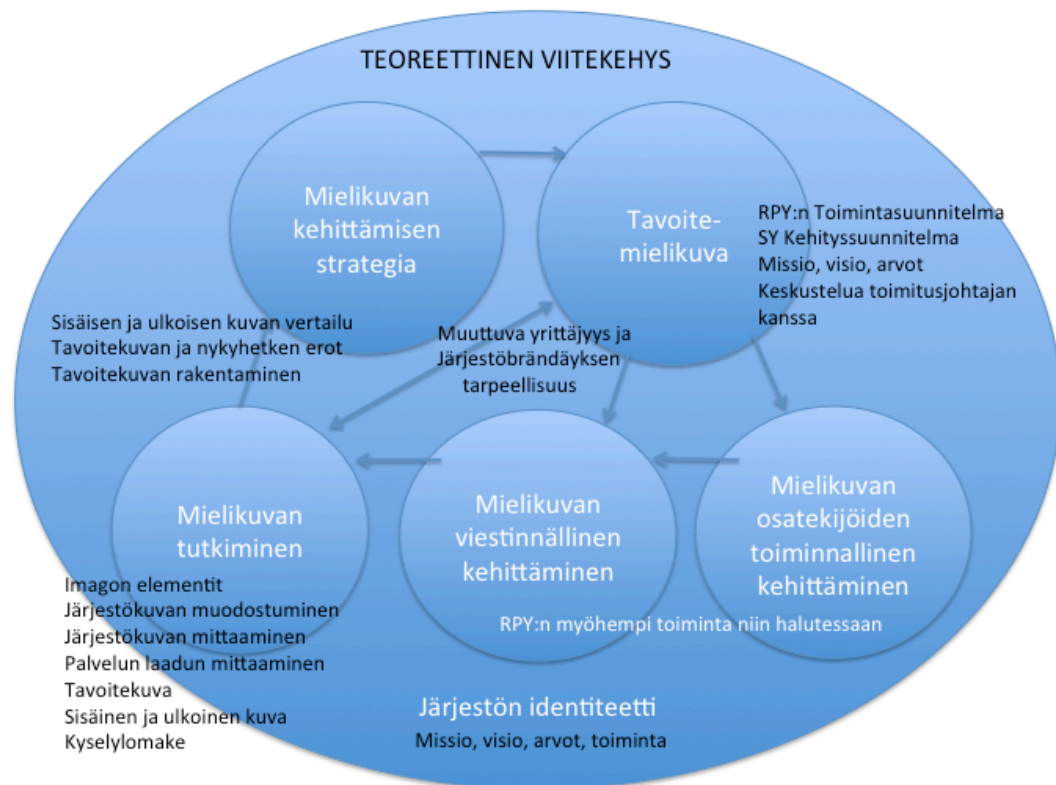 TEOREETTINEN VIITEKEHYS
Mielikuvan
kehittämisen
strategia
Tavoite-
mielikuva
RPY:n Toimintasuunnitelma
SY Kehityssuunnitelma
Missio, visio, arvot
Keskustelua toimitusjohtajan
kanssa
Sisäisen ja ulkoisen kuvan vertailu
Tavoitekuvan ja nykyhetken erot
Tavoitekuvan rakentaminen
Muuttuva yrittäjyys ja
Järjestöbrändäyksen
tarpeellisuus
Mielikuvan
tutkiminen
Mielikuvan
viestinnällinen
kehittäminen
Mielikuvan
osatekijöiden
toiminnallinen
kehittäminen
Imagon elementit
Järjestökuvan muodostuminen
Järjestökuvan mittaaminen
Palvelun laadun mittaaminen
Tavoitekuva
Sisäinen ja ulkoinen kuva
Kyselylomake
RPY:n myöhempi toiminta niin halutessaan
Järjestön identiteetti
Missio, visio, arvot, toiminta